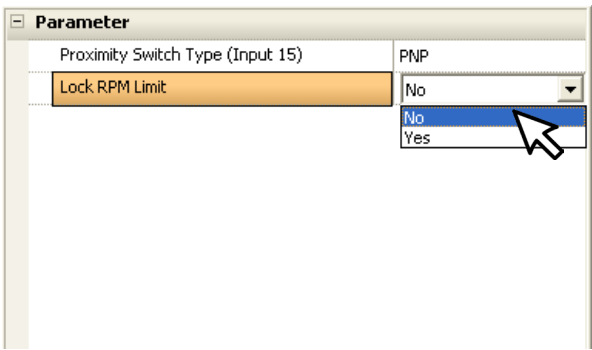 Parameter
Proximity Switch Type (Input 15) PNP
Lock RPM Limit No
No
Yes